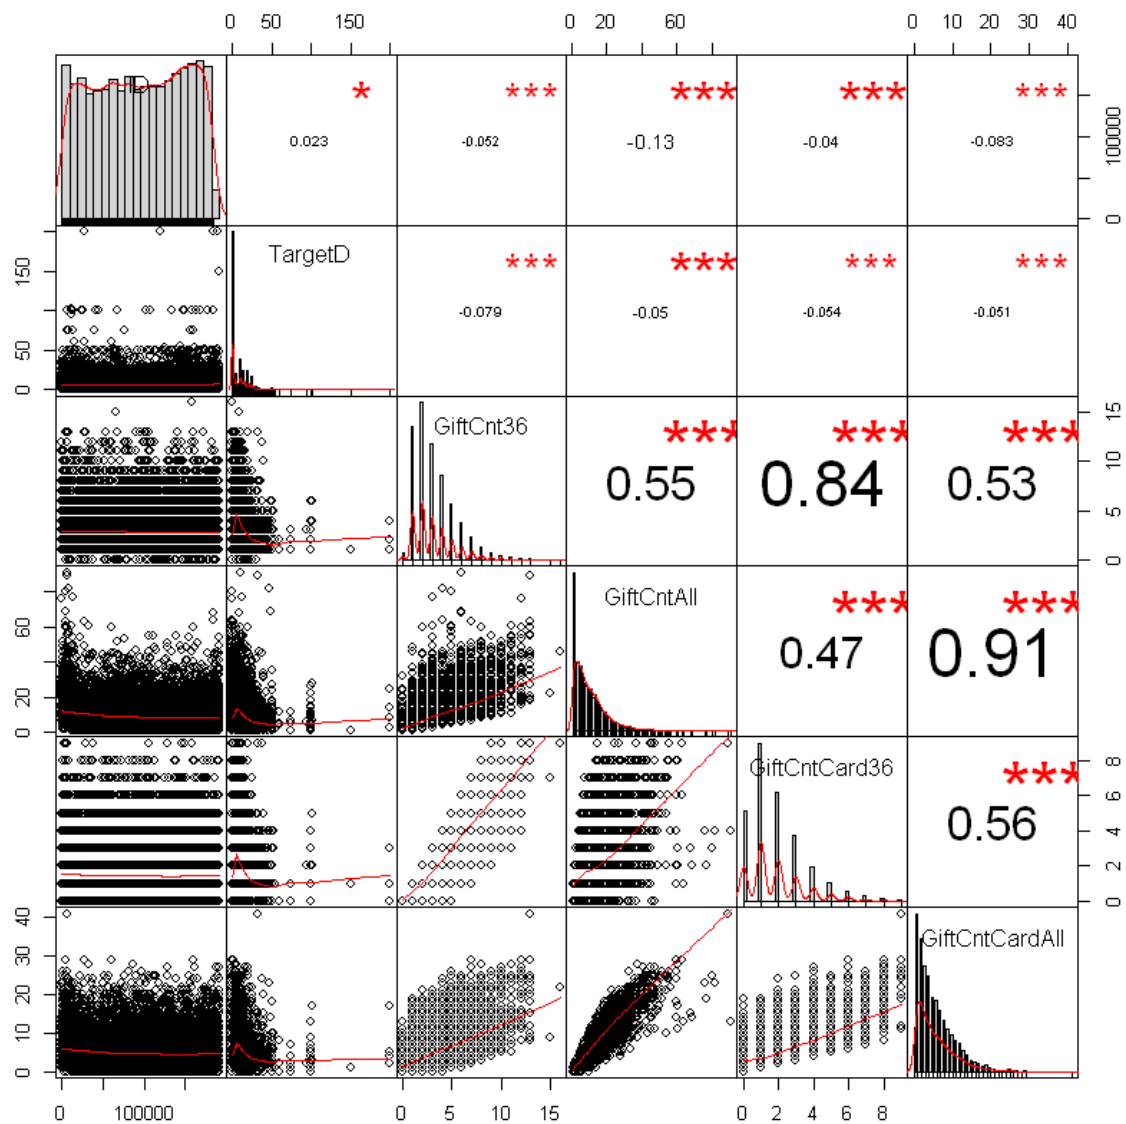 0 50 150 0 20 60 0 10 20 30 40
ID * *** *** *** ***
0.023 -0.052 -0.13 -0.04 -0.083
0 100000
TargetD *** *** *** ***
-0.079 -0.05 -0.054 -0.051
0 50 150
GiftCnt36 *** *** ***
0.55 0.84 0.53
0 5 10 15
GiftCntAll *** ***
0.47 0.91
0 20 60
GiftCntCard36 ***
0.56
0 2 4 6 8
GiftCntCardAll
0 10 20 30 40
0 100000 0 5 10 15 0 2 4 6 8